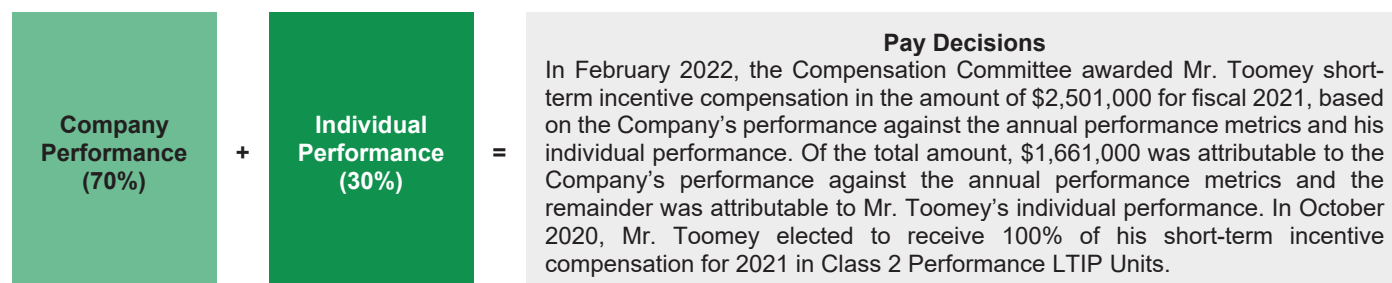 Company
Performance
(70%)
+
Individual
Performance
(30%)
=
Pay Decisions
In February 2022, the Compensation Committee awarded Mr. Toomey short-
term incentive compensation in the amount of $2,501,000 for fiscal 2021, based
on the Company’s performance against the annual performance metrics and his
individual performance. Of the total amount, $1,661,000 was attributable to the
Company’s performance against the annual performance metrics and the
remainder was attributable to Mr. Toomey’s individual performance. In October
2020, Mr. Toomey elected to receive 100% of his short-term incentive
compensation for 2021 in Class 2 Performance LTIP Units.